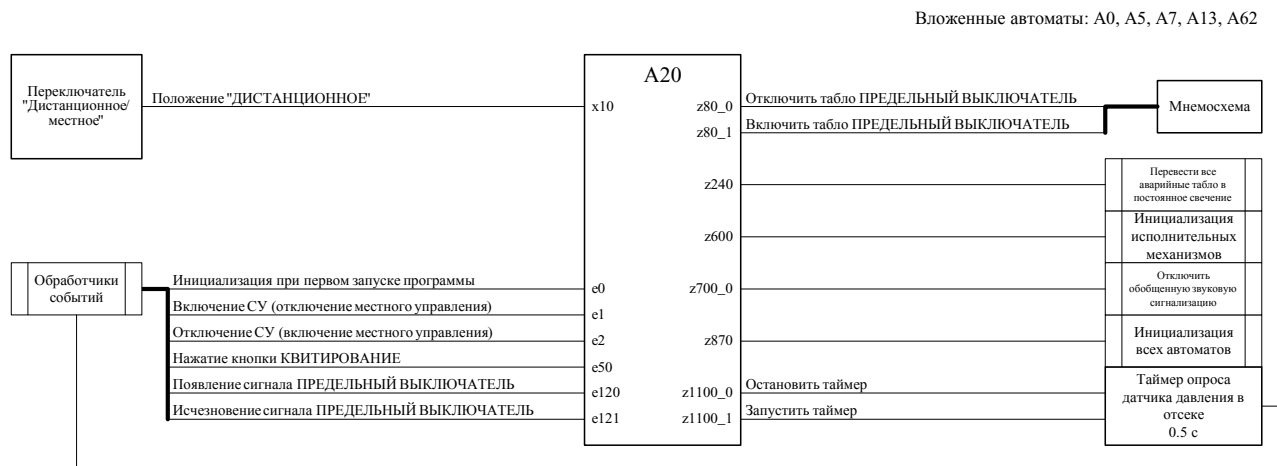 Вложенные автоматы: A0, A5, A7, A13, A62
Переключатель
"Дистанционное/
местное"
Положение "ДИСТАНЦИОННОЕ"
A20
x10
z80_0
Отключить табло ПРЕДЕЛЬНЫЙ ВЫКЛЮЧАТЕЛЬ
z80_1
Включить табло ПРЕДЕЛЬНЫЙ ВЫКЛЮЧАТЕЛЬ
Мнемосхема
z240
Перевести все
аварийные табло в
постоянное свечение
z600
Инициализация
исполнительных
механизмов
Обработчики
событий
Инициализация при первом запуске программы
e0
z700_0
Отключить
обобщенную звуковую
сигнализацию
Включение СУ (отключение местного управления)
e1
Отключение СУ (включение местного управления)
e2
z870
Инициализация
всех автоматов
Нажатие кнопки КВИТИРОВАНИЕ
e50
Появление сигнала ПРЕДЕЛЬНЫЙ ВЫКЛЮЧАТЕЛЬ
e120
z1100_0
Остановить таймер
Исчезновение сигнала ПРЕДЕЛЬНЫЙ ВЫКЛЮЧАТЕЛЬ
e121
z1100_1
Запустить таймер
Таймер опроса
датчика давления в
отсеке
0.5 с